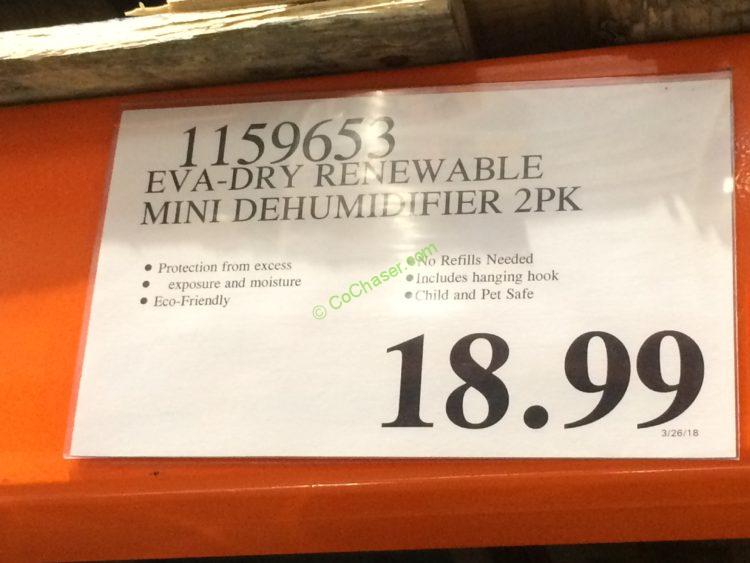 1159653
EVA-DRY RENEWABLE
MINI DEHUMIDIFIER 2PK
• Protection from excess
• exposure and moisture
• Eco-Friendly
• No Refills Needed
• Includes hanging hook
• Child and Pet Safe
© CoChaser.com
18.99
3/26/18